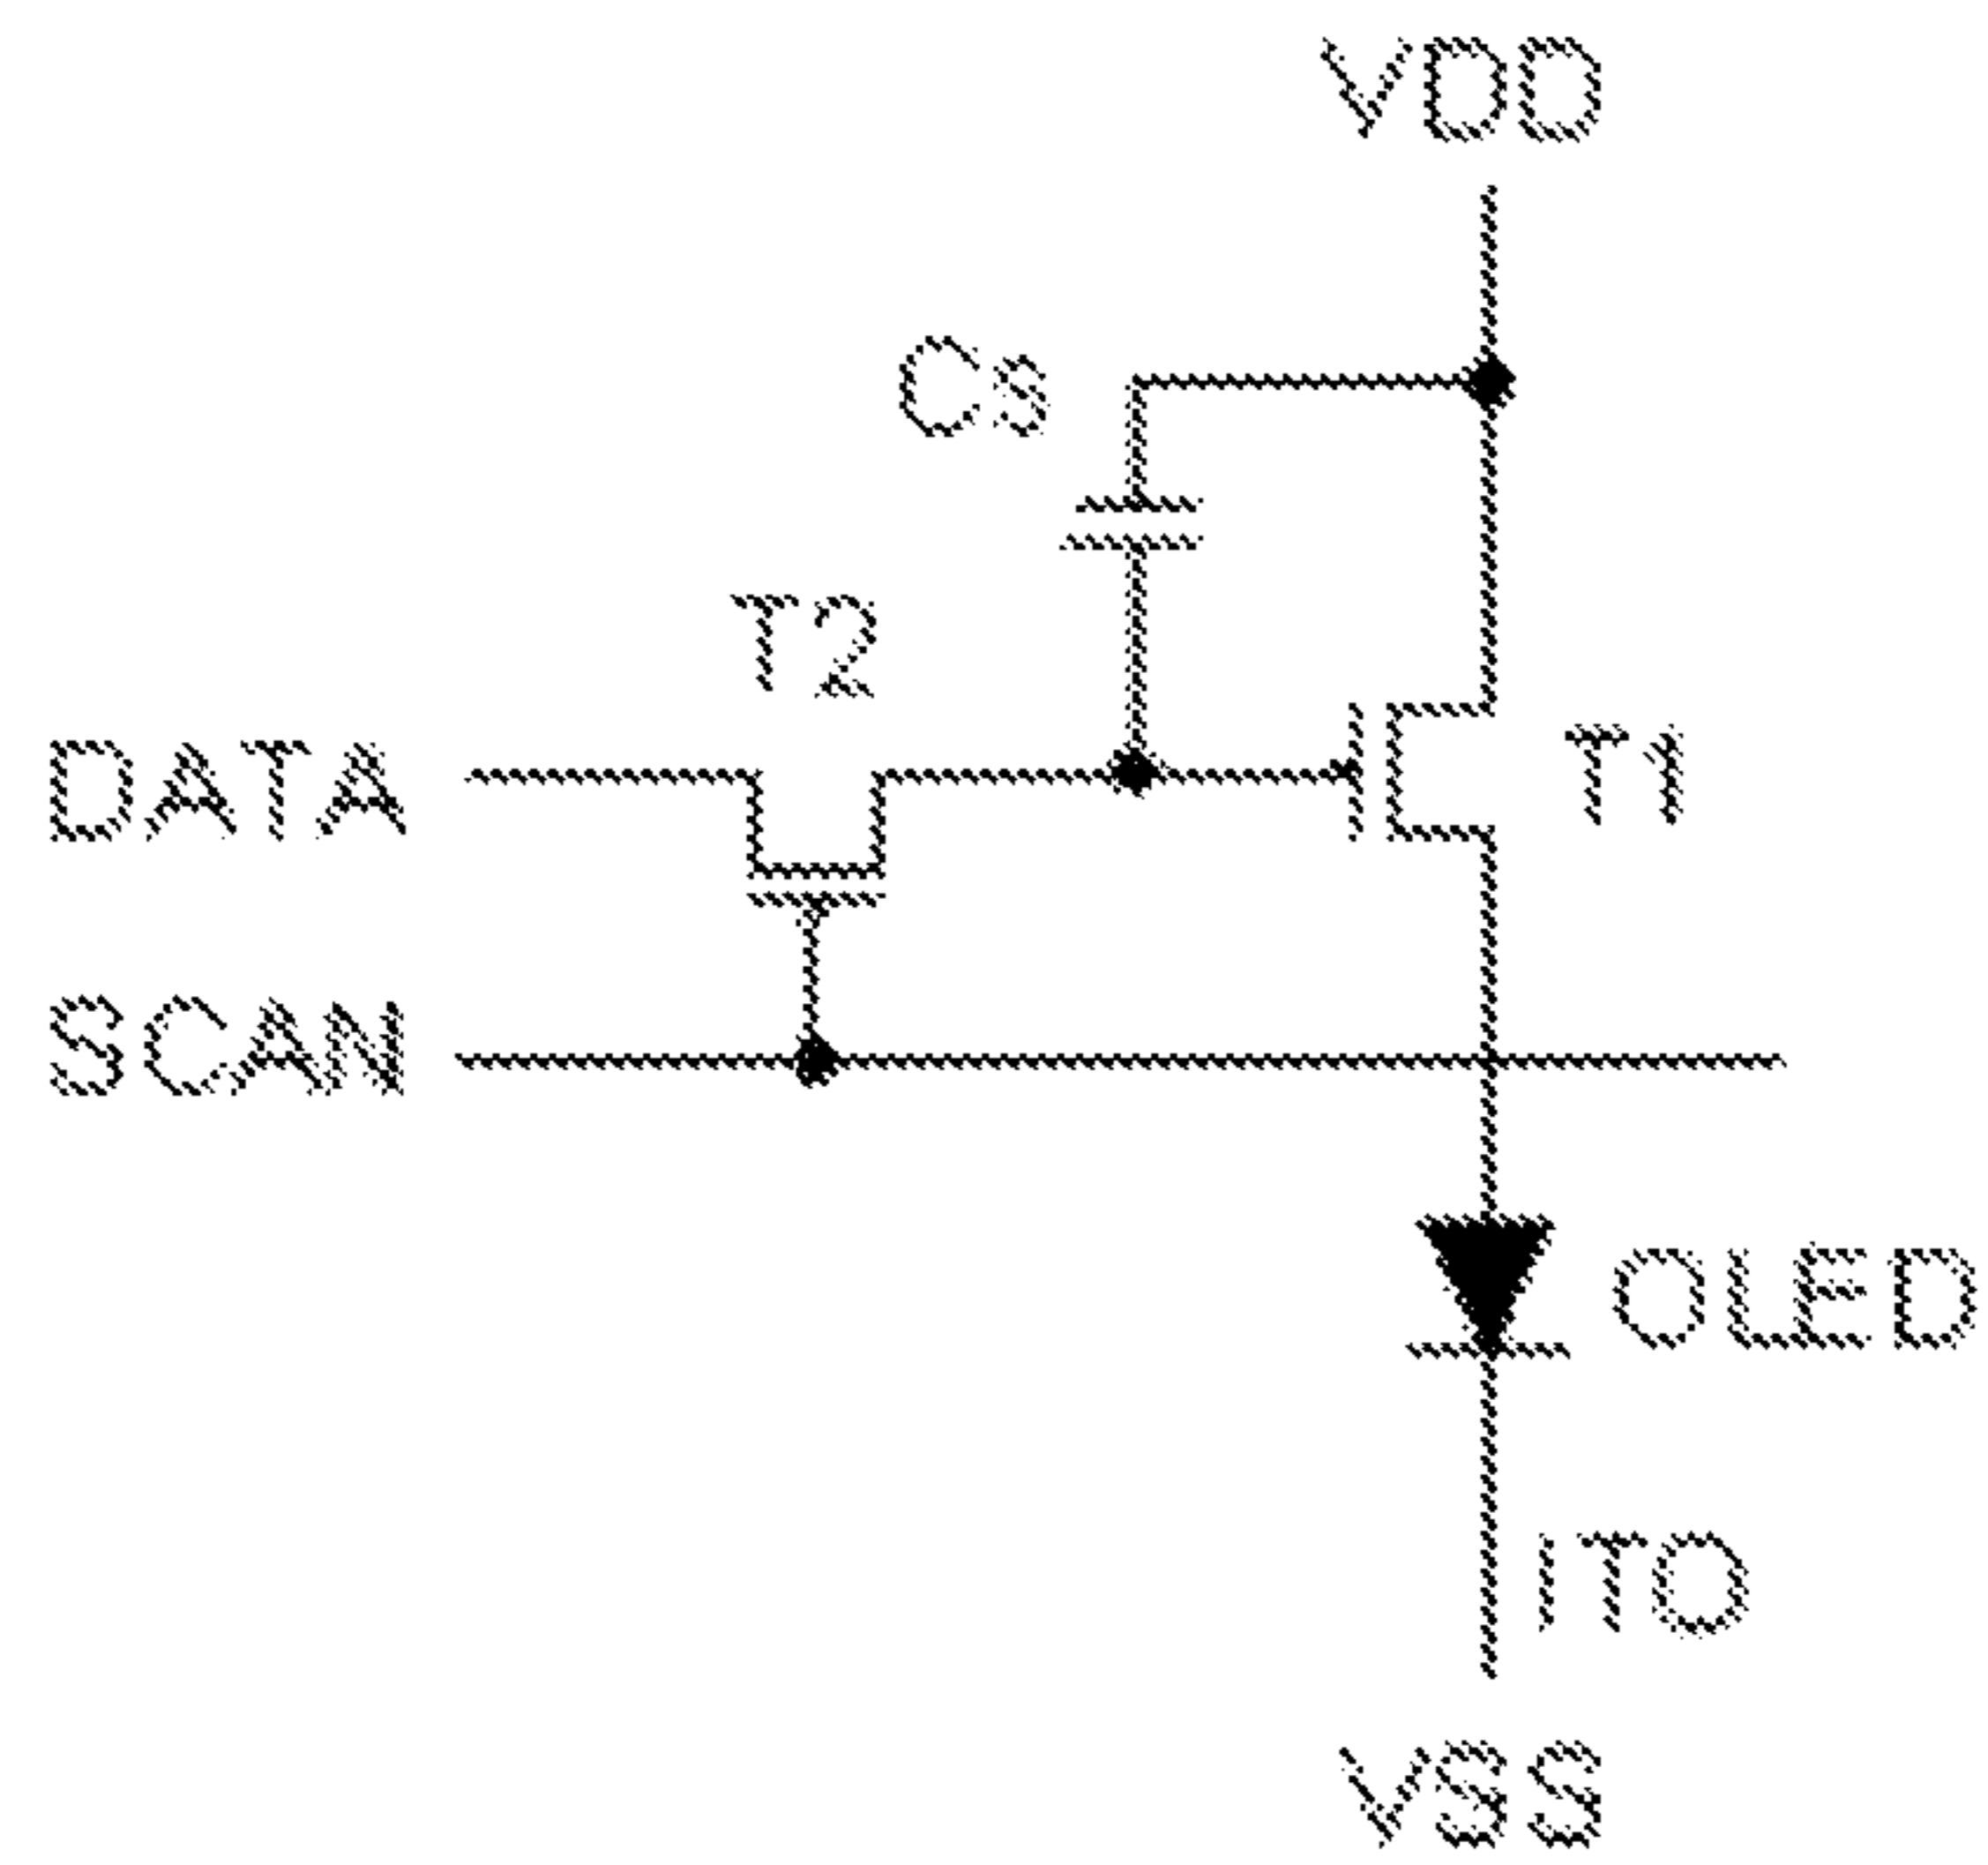 VDD
Cs
T2
DATA
T1
SCAN
OLED
ITO
VSS